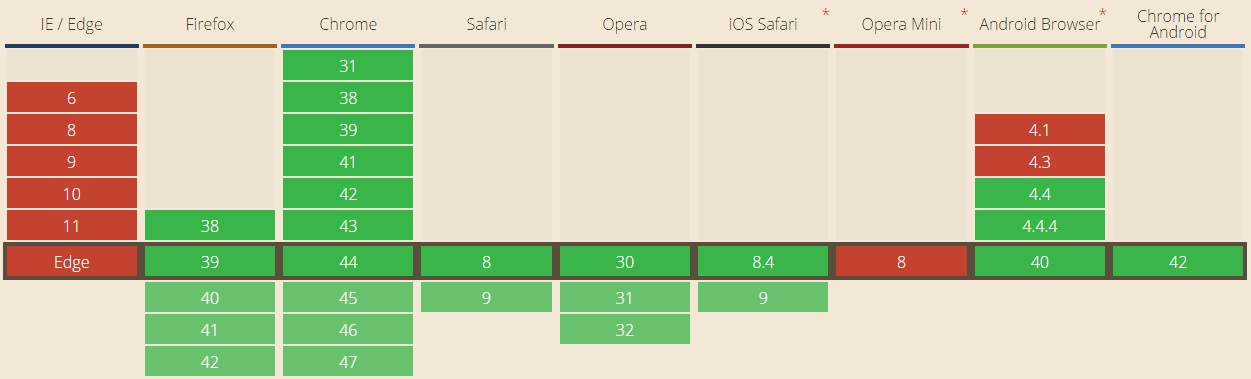 IE / Edge Firefox Chrome Safari Opera iOS Safari * Opera Mini * Android Browser * Chrome for Android
31
6 38
8 39 4.1
9 41 4.3
10 42 4.4
11 38 43 4.4.4
Edge 39 44 8 30 8.4 8 40 42
40 45 9 31 9
41 46 32
42 47